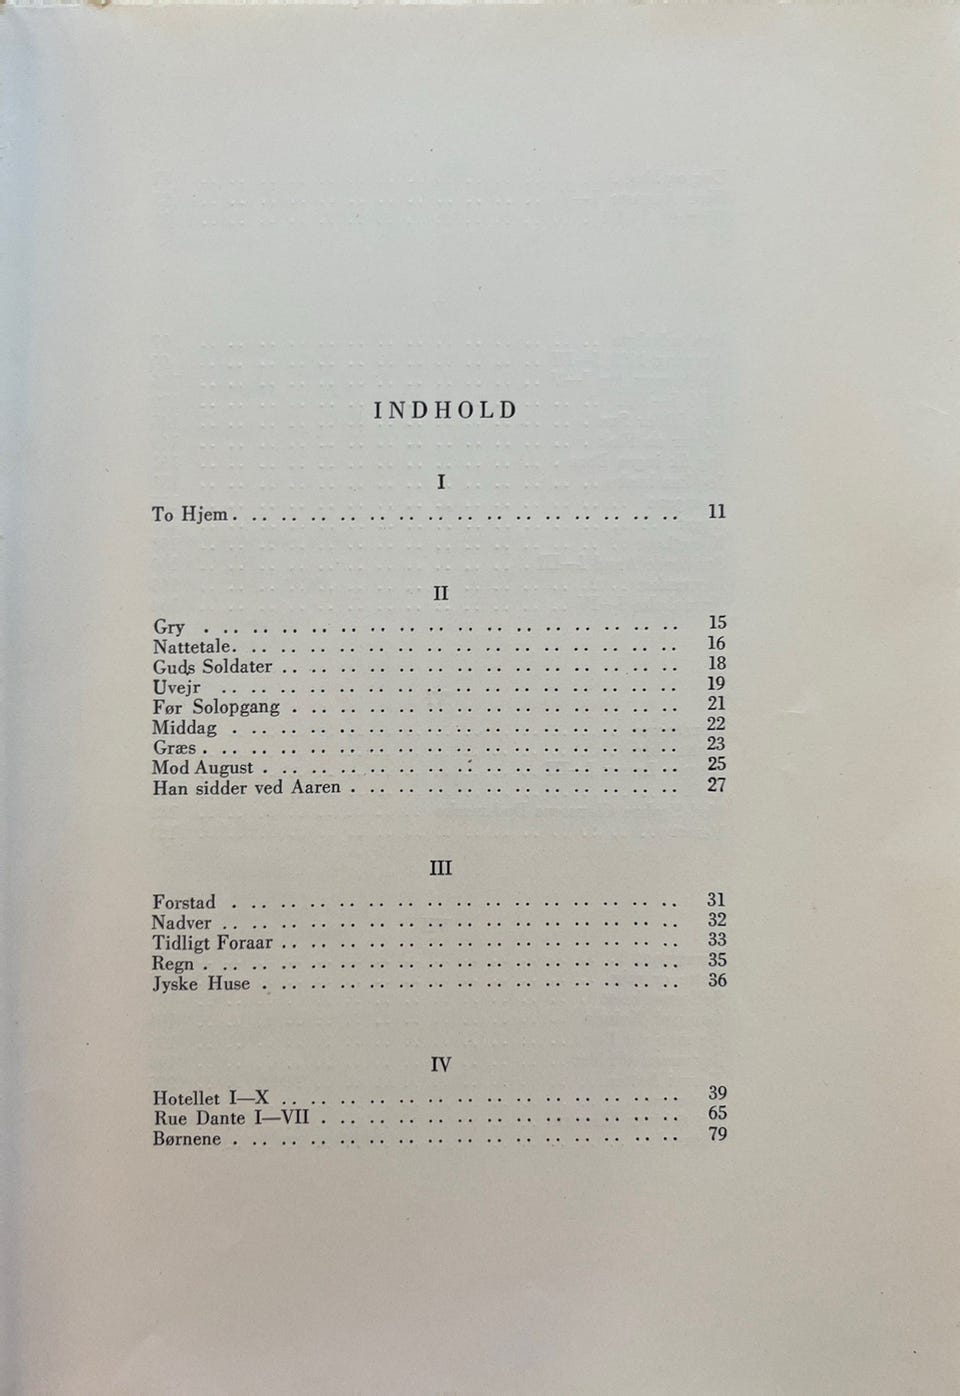 INDHOLD
I
To Hjem. . . . . . . . . . . . . . . . . . . . . . . . . . . . . . . 11
II
Gry . . . . . . . . . . . . . . . . . . . . . . . . . . . . . . . . . 15
Nattetale. . . . . . . . . . . . . . . . . . . . . . . . . . . . . . . 16
Guds Soldater . . . . . . . . . . . . . . . . . . . . . . . . . . . . 18
Uvejr . . . . . . . . . . . . . . . . . . . . . . . . . . . . . . . . 19
Før Solopgang . . . . . . . . . . . . . . . . . . . . . . . . . . . 21
Middag . . . . . . . . . . . . . . . . . . . . . . . . . . . . . . . 22
Græs . . . . . . . . . . . . . . . . . . . . . . . . . . . . . . . . 23
Mod August . . . . . . . . . . . . . . . . . . . . . . . . . . . . . 25
Han sidder ved Aaren . . . . . . . . . . . . . . . . . . . . . . . 27
III
Forstad . . . . . . . . . . . . . . . . . . . . . . . . . . . . . . . 31
Nadver . . . . . . . . . . . . . . . . . . . . . . . . . . . . . . . 32
Tidligt Foraar . . . . . . . . . . . . . . . . . . . . . . . . . . . . 33
Regn . . . . . . . . . . . . . . . . . . . . . . . . . . . . . . . . 35
Jyske Huse . . . . . . . . . . . . . . . . . . . . . . . . . . . . . 36
IV
Hotellet I—X . . . . . . . . . . . . . . . . . . . . . . . . . . . . 39
Rue Dante I—VII . . . . . . . . . . . . . . . . . . . . . . . . . 65
Børnene . . . . . . . . . . . . . . . . . . . . . . . . . . . . . . . 79